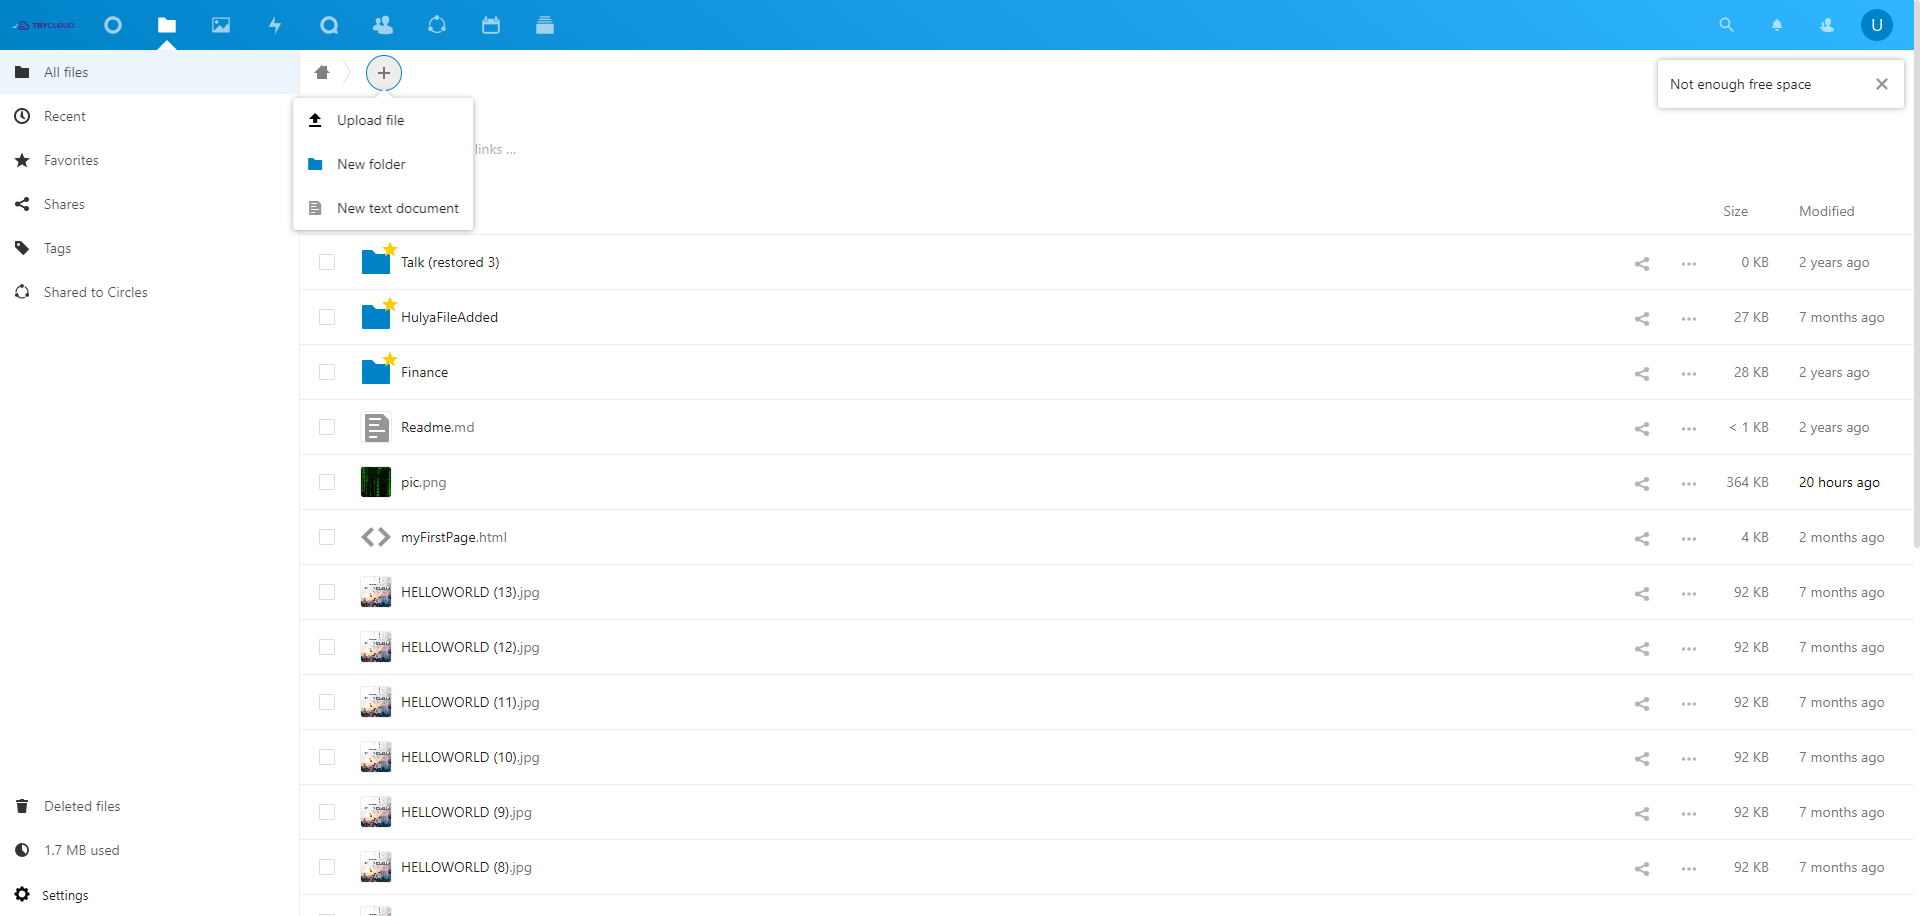 TRYCLOUD
U
All files
Recent
Favorites
Shares
Tags
Shared to Circles
Deleted files
1.7 MB used
Settings
Upload file
New folder
New text document
links ...
Not enough free space
Size Modified
Talk (restored 3) 0 KB 2 years ago
HulyaFileAdded 27 KB 7 months ago
Finance 28 KB 2 years ago
Readme.md < 1 KB 2 years ago
pic.png 364 KB 20 hours ago
myFirstPage.html 4 KB 2 months ago
HELLOWORLD (13).jpg 92 KB 7 months ago
HELLOWORLD (12).jpg 92 KB 7 months ago
HELLOWORLD (11).jpg 92 KB 7 months ago
HELLOWORLD (10).jpg 92 KB 7 months ago
HELLOWORLD (9).jpg 92 KB 7 months ago
HELLOWORLD (8).jpg 92 KB 7 months ago